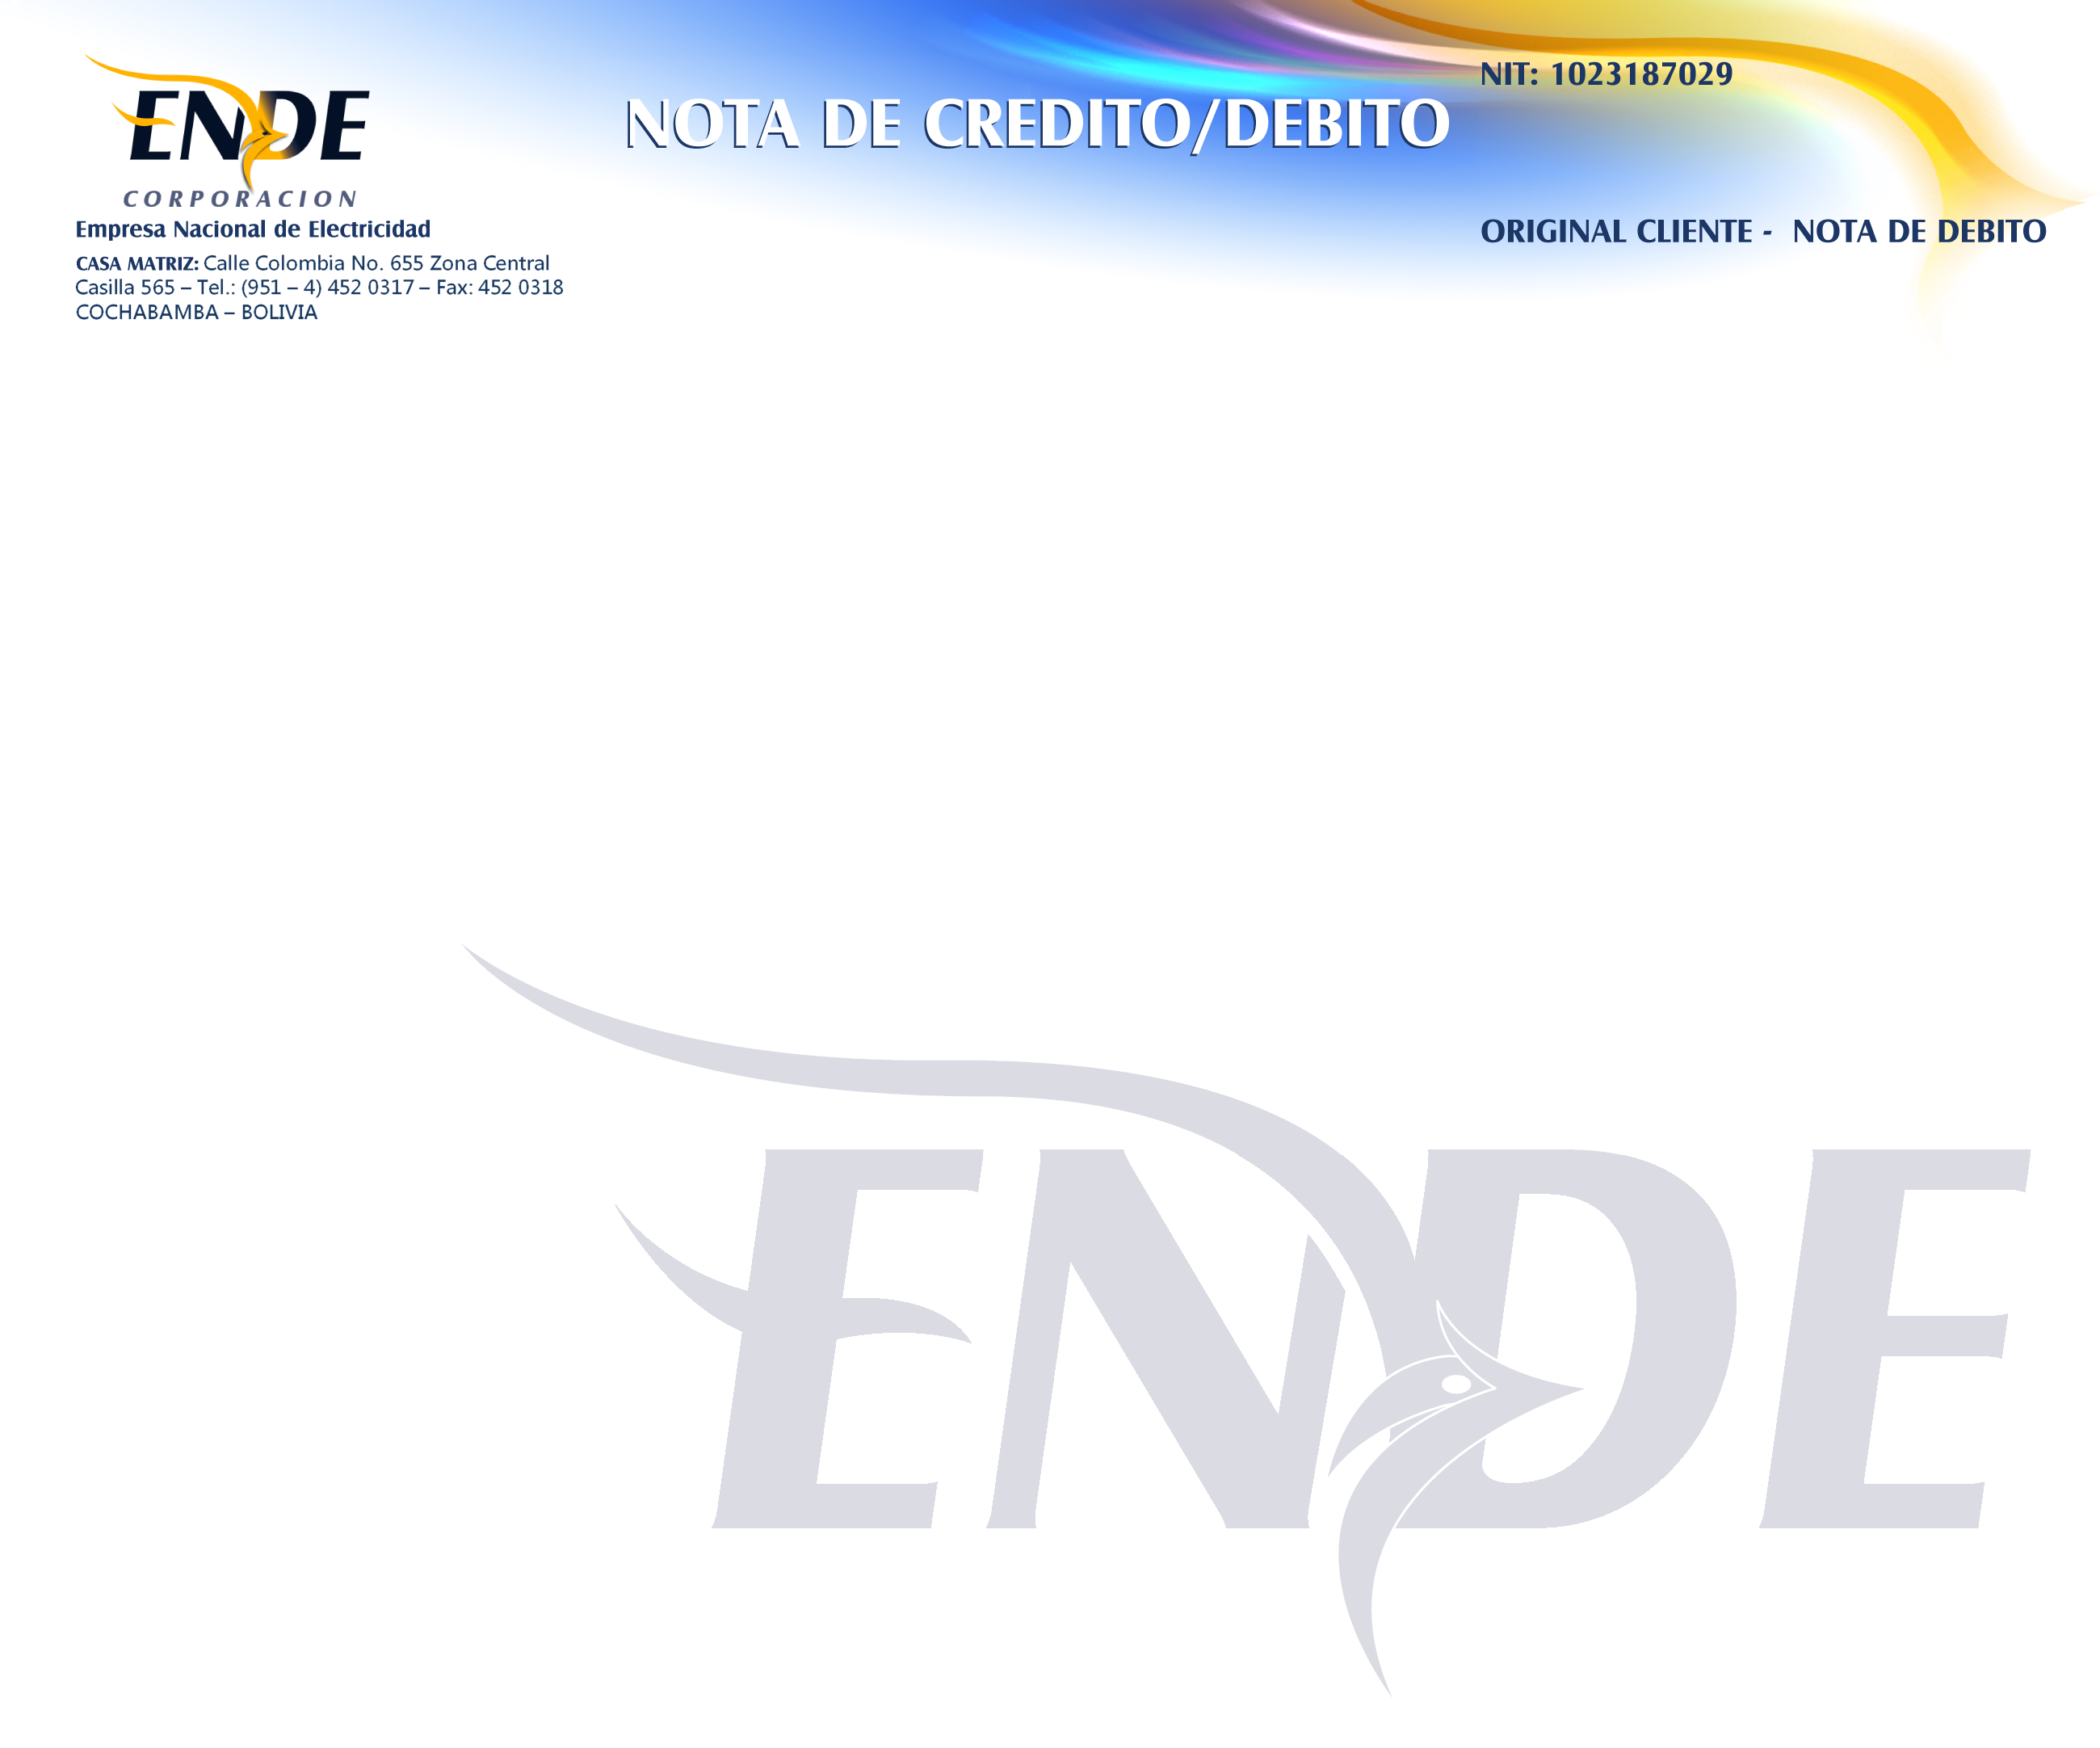 ENDE
CORPORACION
Empresa Nacional de Electricidad
CASA MATRIZ: Calle Colombia No. 655 Zona Central
Casilla 565 – Tel.: (951 – 4) 452 0317 – Fax: 452 0318
COCHABAMBA – BOLIVIA
NOTA DE CREDITO/DEBITO
NIT: 1023187029
ORIGINAL CLIENTE - NOTA DE DEBITO
ENDE